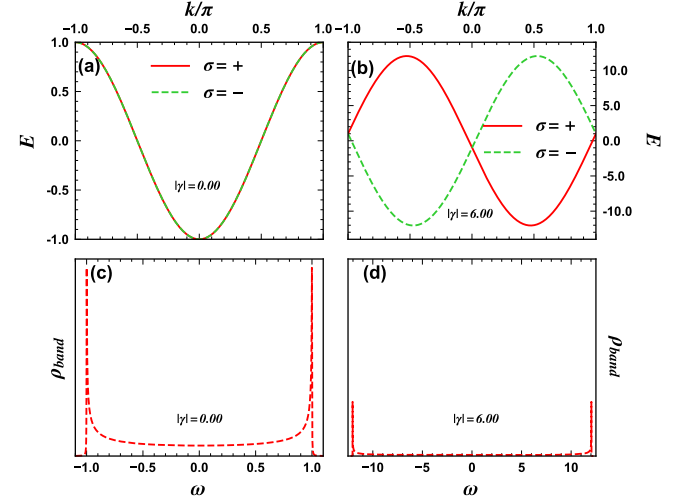 k/π k/π
−1.0 −0.5 0.0 0.5 1.0 −1.0 −0.5 0.0 0.5 1.0
1.0 (a) σ = + (b) 10.0
0.5 σ = − 5.0
E 0.0 σ = + 0.0 E
σ = −
−0.5 |γ| = 0.00 −5.0
|γ| = 6.00 −10.0
−1.0
(c) (d)
ρband ρband
|γ| = 0.00 |γ| = 6.00
−1.0 −0.5 0.0 0.5 1.0 −10 −5 0 5 10
ω ω